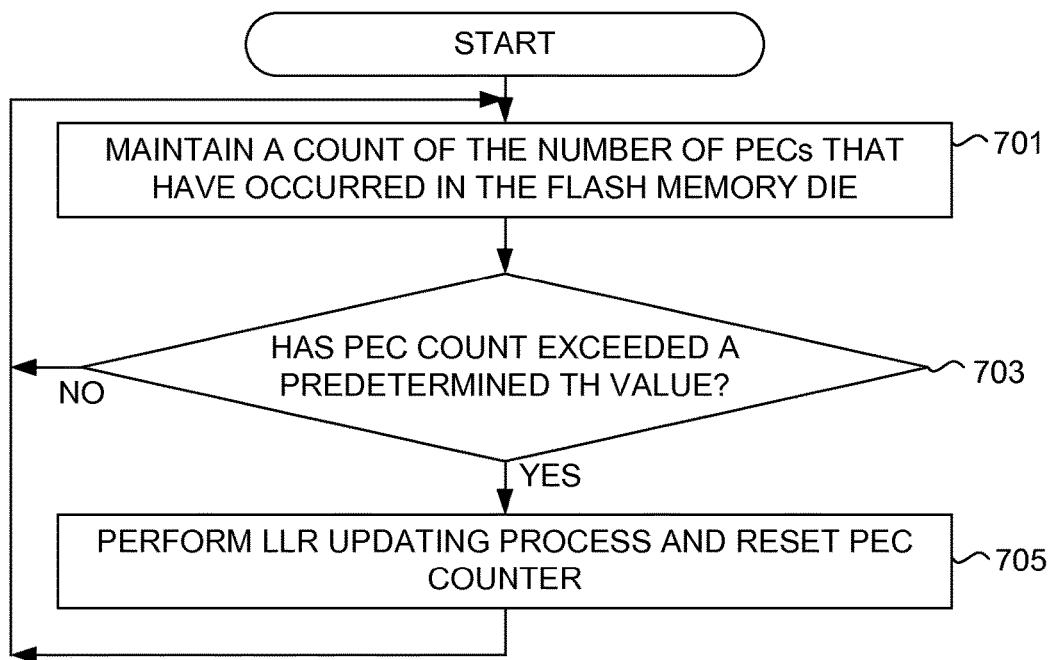 START
MAINTAIN A COUNT OF THE NUMBER OF PECs THAT
HAVE OCCURRED IN THE FLASH MEMORY DIE
701
HAS PEC COUNT EXCEEDED A
PREDETERMINED TH VALUE?
703
NO
YES
PERFORM LLR UPDATING PROCESS AND RESET PEC
COUNTER
705